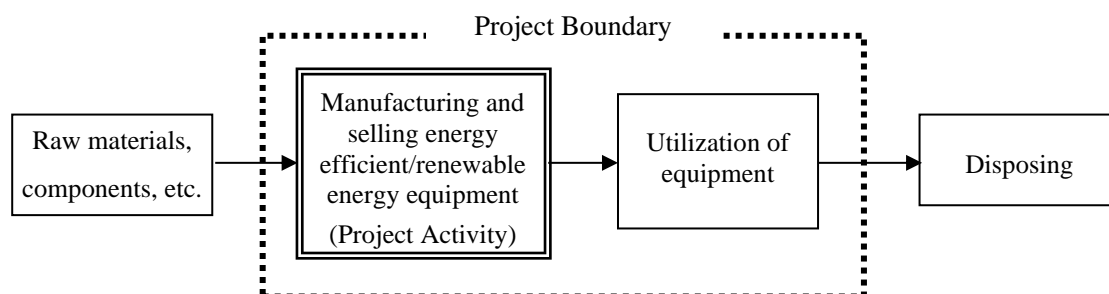 Project Boundary
Raw materials,
components, etc.
Manufacturing and
selling energy
efficient/renewable
energy equipment
(Project Activity)
Utilization of
equipment
Disposing